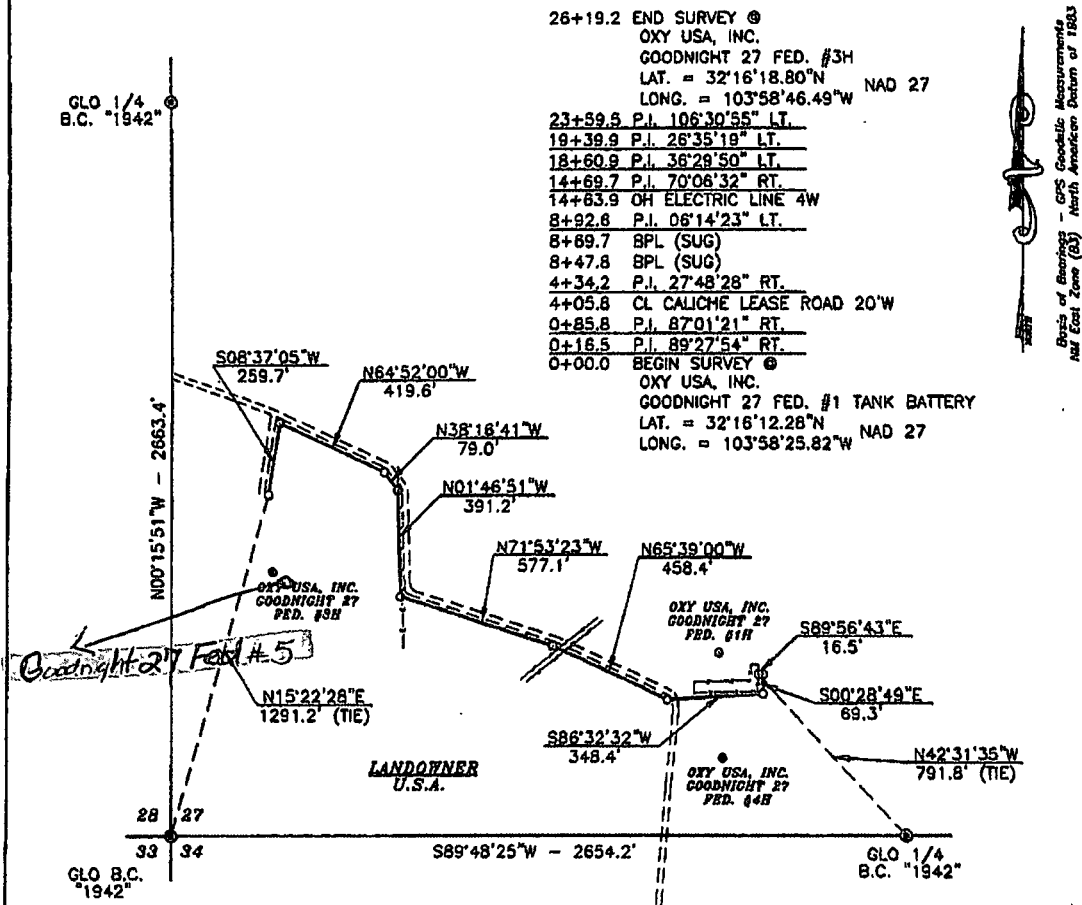 26+19.2 END SURVEY @
OXY USA, INC.
GOODNIGHT 27 FED. #3H
LAT. = 32°16'18.80"N
LONG. = 103°58'46.49"W
NAD 27
23+59.5 P.I. 106°30'55" LT.
19+39.9 P.I. 26°35'19" LT.
18+60.9 P.I. 36°29'50" LT.
14+69.7 P.I. 70°06'32" RT.
14+63.9 OH ELECTRIC LINE 4W
8+92.6 P.I. 06°14'23" LT.
8+69.7 BPL (SUG)
8+47.8 BPL (SUG)
4+34.2 P.I. 27°48'28" RT.
4+05.8 CL CALICHE LEASE ROAD 20'W
0+85.8 P.I. 87°01'21" RT.
0+16.5 P.I. 89°27'54" RT.
0+00.0 BEGIN SURVEY @
OXY USA, INC.
GOODNIGHT 27 FED. #1 TANK BATTERY
LAT. = 32°16'12.28"N
LONG. = 103°58'25.82"W
NAD 27
Basis of Bearings - GPS Geodetic Measurements
NM East Zone (83) North American Datum of 1983
GLO 1/4
B.C. "1942"
N00°15'51"W - 2663.4'
S08°37'05"W
259.7'
N64°52'00"W
419.6'
N38°16'41"W
79.0'
N01°46'51"W
391.2'
N71°53'23"W
577.1'
N65°39'00"W
458.4'
OXY USA, INC.
GOODNIGHT 27
FED. #3H
OXY USA, INC.
GOODNIGHT 27
FED. #1H
S89°56'43"E
16.5'
Goodnight 27 Fed #5
S00°28'49"E
69.3'
N15°22'28"E
1291.2' (TIE)
S86°32'32"W
348.4'
N42°31'35"W
791.8' (TIE)
LANDOWNER
U.S.A.
OXY USA, INC.
GOODNIGHT 27
FED. #4H
28 27
33 34
S89°48'25"W - 2654.2'
GLO B.C.
"1942"
GLO 1/4
B.C. "1942"